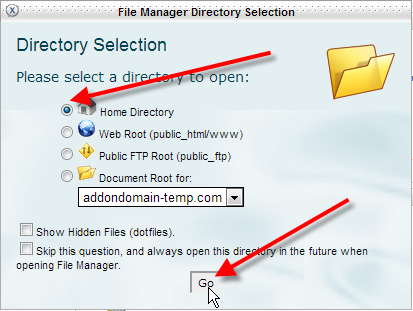 File Manager Directory Selection
Directory Selection
Please select a directory to open:
Home Directory
Web Root (public_html/www)
Public FTP Root (public_ftp)
Document Root for:
addondomain-temp.com
Show Hidden Files (dotfiles).
Skip this question, and always open this directory in the future when
opening File Manager.
Go